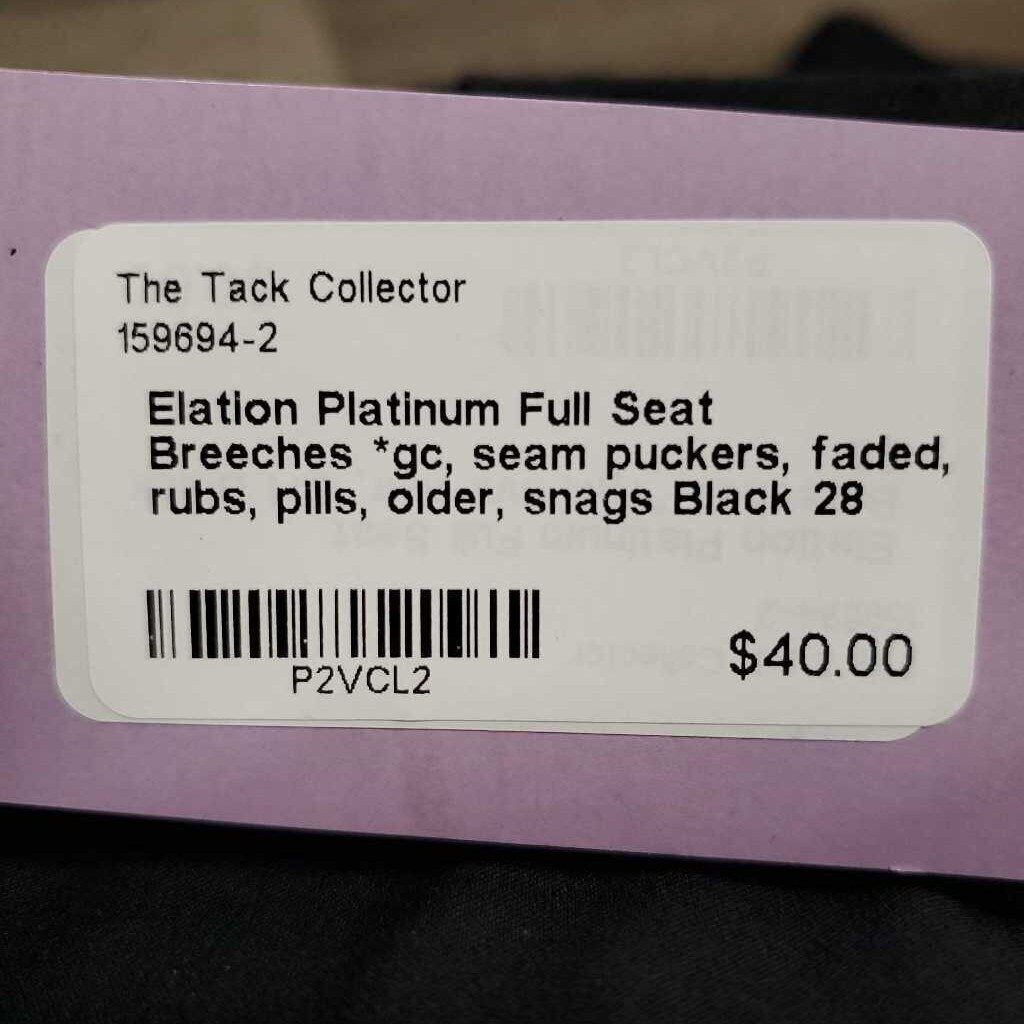 The Tack Collector
159694-2
Elation Platinum Full Seat
Breeches *gc, seam puckers, faded,
rubs, pills, older, snags Black 28
P2VCL2
$40.00